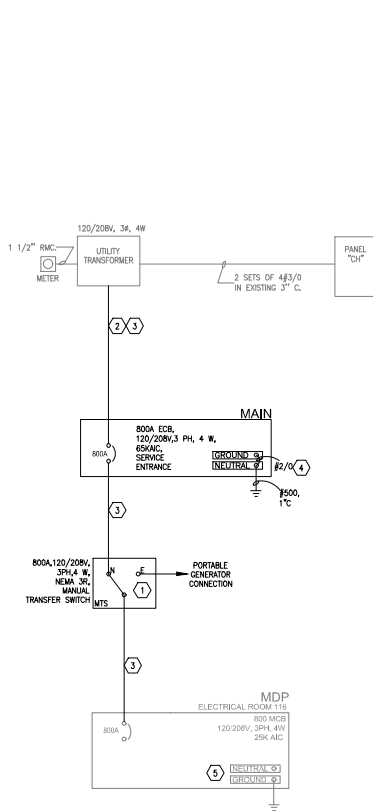 120/208V, 3ø, 4W
1 1/2" RMC.
METER
UTILITY
TRANSFORMER
2 SETS OF 4#3/0
IN EXISTING 3" C.
PANEL
"CH"
2 3
MAIN
800A
800A ECB,
120/208V,3 PH, 4 W,
65KAIC,
SERVICE
ENTRANCE
GROUND
NEUTRAL
#2/0 4
#500,
1"C
3
800A,120/208V,
3PH,4 W,
NEMA 3R,
MANUAL
TRANSFER SWITCH
N E
1
MTS
PORTABLE
GENERATOR
CONNECTION
3
MDP
ELECTRICAL ROOM 116
800A
800 MCB
120/208V, 3PH, 4W
25K AIC
5
NEUTRAL
GROUND